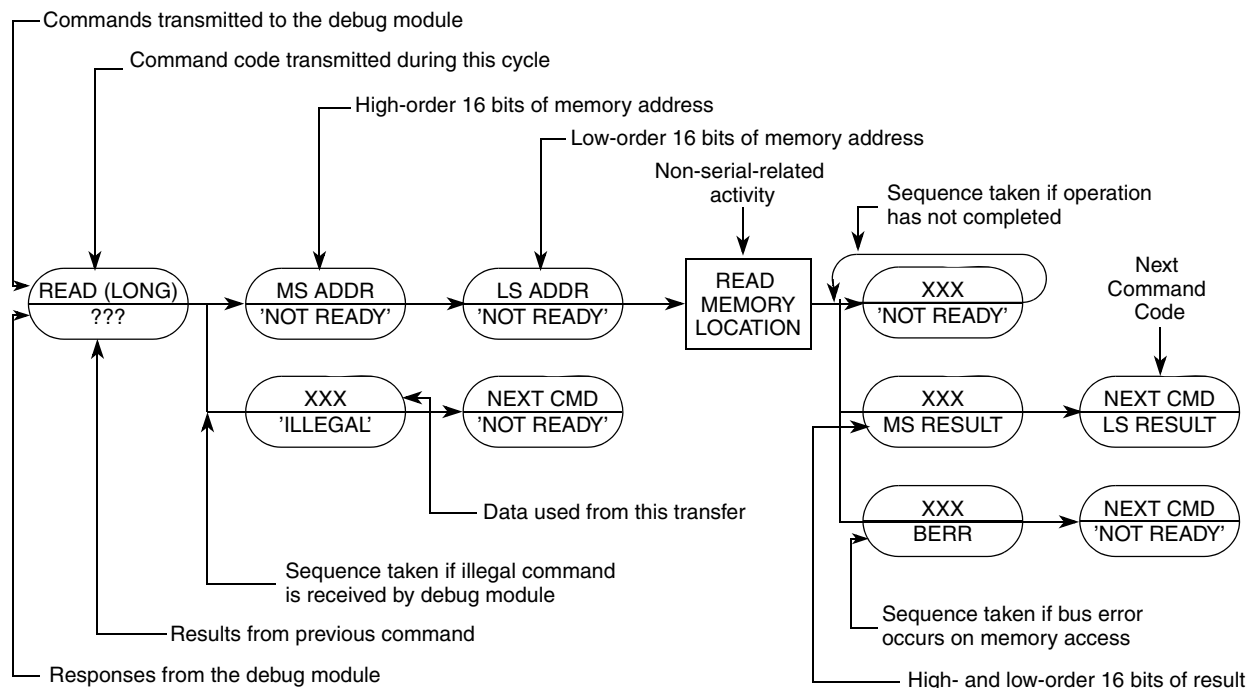 Commands transmitted to the debug module
Command code transmitted during this cycle
High-order 16 bits of memory address
Low-order 16 bits of memory address
Non-serial-related
activity
Sequence taken if operation
has not completed
Next
Command
Code
READ (LONG)
???
MS ADDR
'NOT READY'
LS ADDR
'NOT READY'
READ
MEMORY
LOCATION
XXX
'NOT READY'
XXX
'ILLEGAL'
NEXT CMD
'NOT READY'
XXX
MS RESULT
NEXT CMD
LS RESULT
XXX
BERR
NEXT CMD
'NOT READY'
Data used from this transfer
Sequence taken if illegal command
is received by debug module
Results from previous command
Responses from the debug module
Sequence taken if bus error
occurs on memory access
High- and low-order 16 bits of result